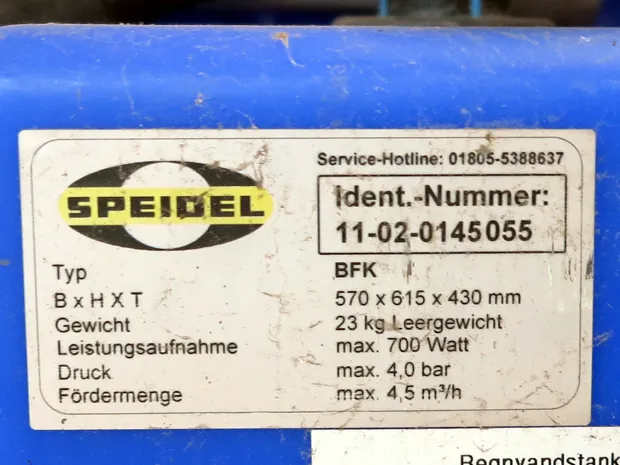 Service-Hotline: 01805-5388637
SPEIDEL
Ident.-Nummer:
11-02-0145055
Typ BFK
B x H X T 570 x 615 x 430 mm
Gewicht 23 kg Leergewicht
Leistungsaufnahme max. 700 Watt
Druck max. 4,0 bar
Fördermenge max. 4,5 m³/h